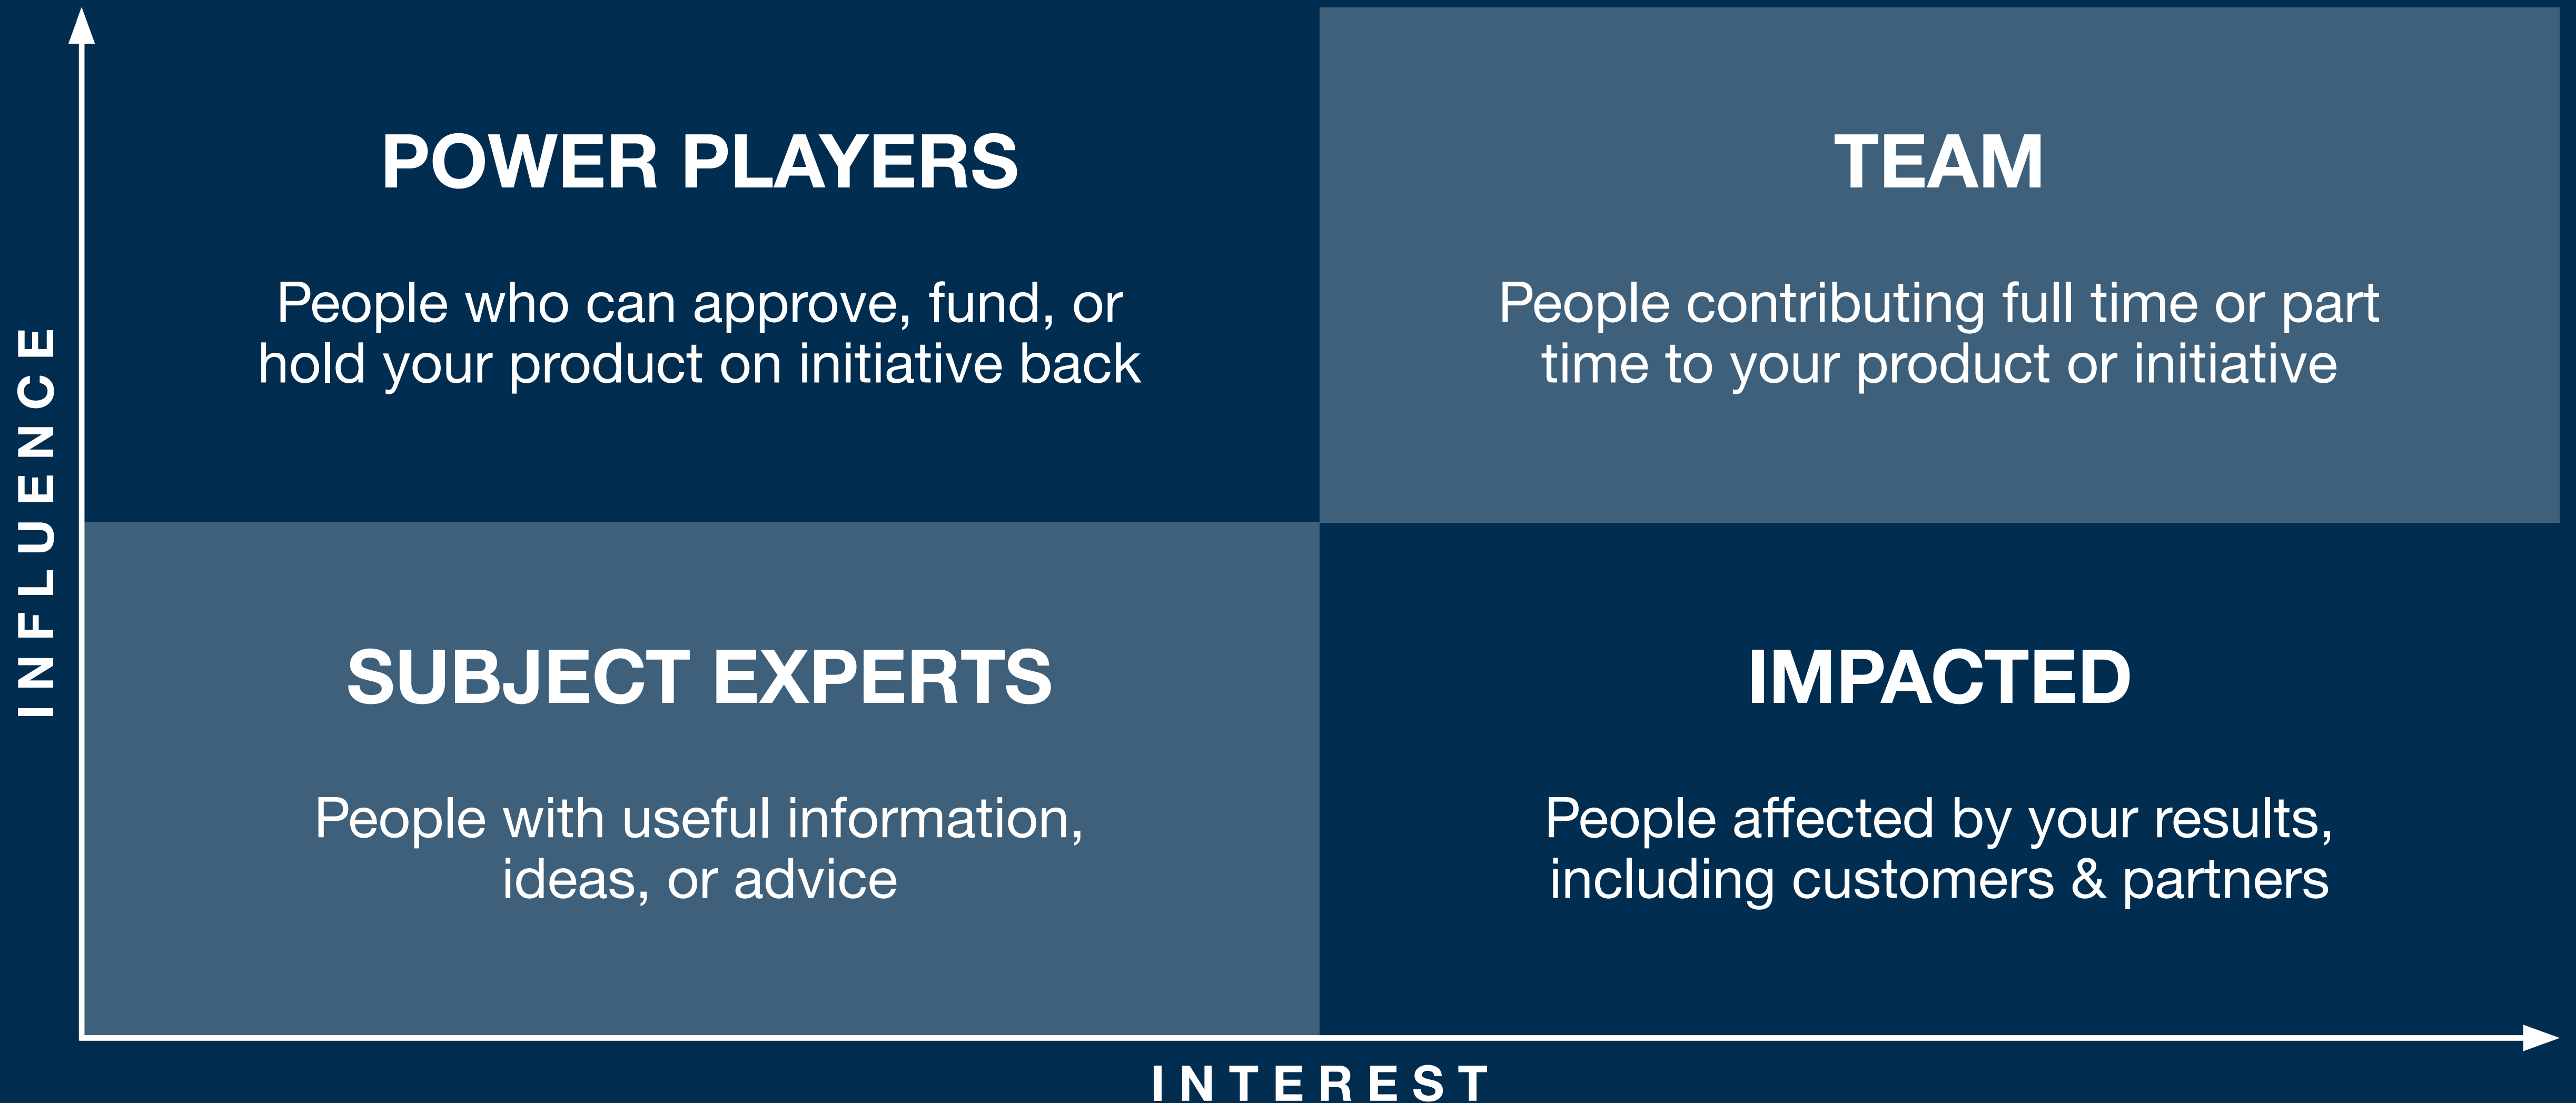 POWER PLAYERS
People who can approve, fund, or
hold your product on initiative back
TEAM
People contributing full time or part
time to your product or initiative
INFLUENCE
SUBJECT EXPERTS
People with useful information,
ideas, or advice
IMPACTED
People affected by your results,
including customers & partners
INTEREST